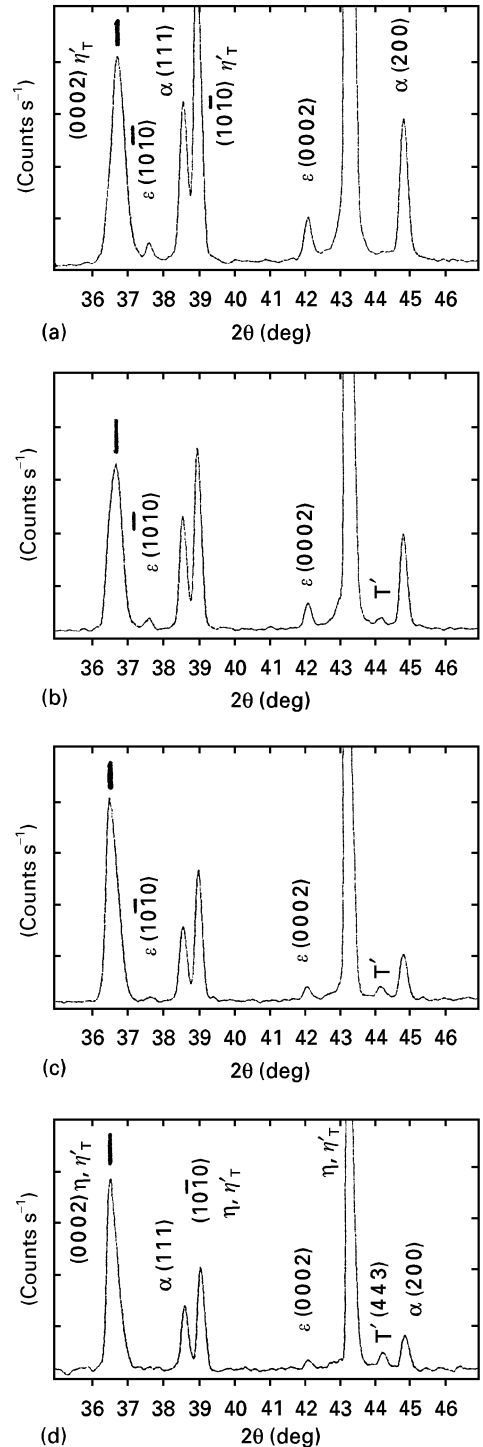 (Counts s⁻¹)
(0002) η′T
ε (101̅0)
α (111)
(101̅0) η′T
ε (0002)
α (200)
36 37 38 39 40 41 42 43 44 45 46
(a) 2θ (deg)
(Counts s⁻¹)
ε (101̅0)
ε (0002)
T′
36 37 38 39 40 41 42 43 44 45 46
(b) 2θ (deg)
(Counts s⁻¹)
ε (101̅0)
ε (0002)
T′
36 37 38 39 40 41 42 43 44 45 46
(c) 2θ (deg)
(Counts s⁻¹)
(0002) η, η′T
α (111)
(101̅0)
η, η′T
ε (0002)
η, η′T
T′ (443)
α (200)
36 37 38 39 40 41 42 43 44 45 46
(d) 2θ (deg)